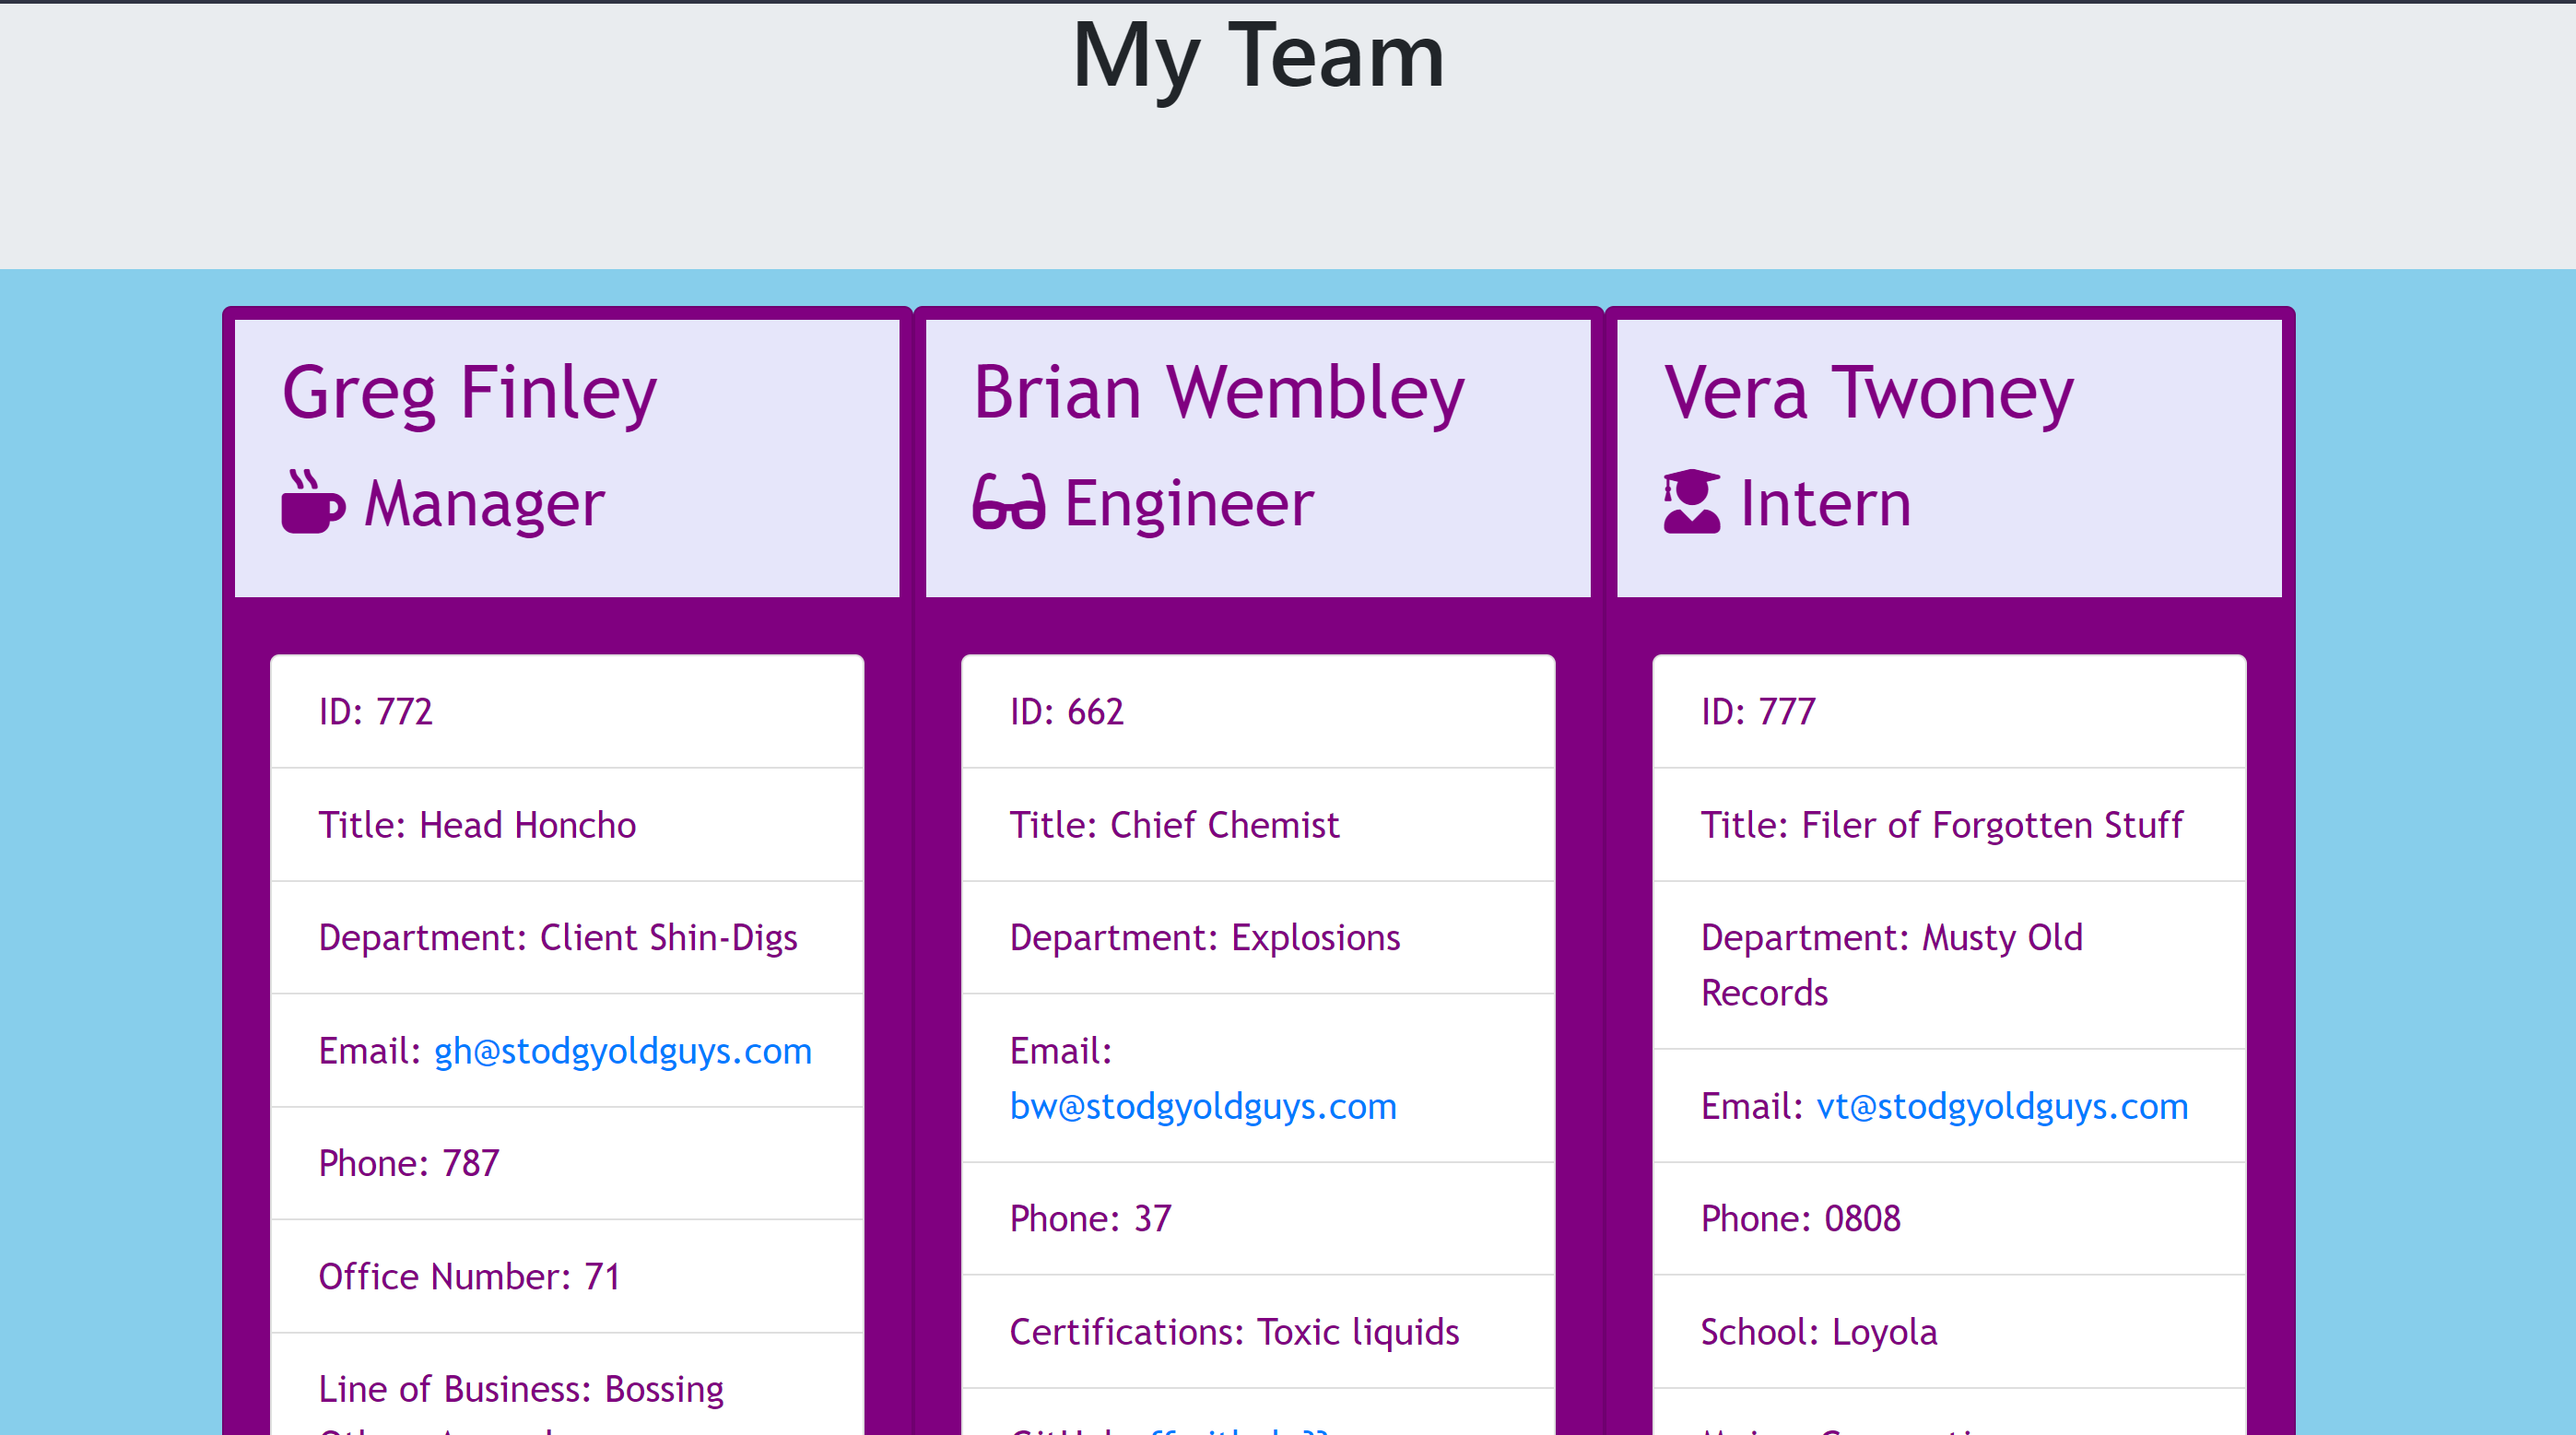 My Team
Greg Finley
Manager
ID: 772
Title: Head Honcho
Department: Client Shin-Digs
Email: gh@stodgyoldguys.com
Phone: 787
Office Number: 71
Line of Business: Bossing
Brian Wembley
Engineer
ID: 662
Title: Chief Chemist
Department: Explosions
Email:
bw@stodgyoldguys.com
Phone: 37
Certifications: Toxic liquids
GitHub:
Vera Twoney
Intern
ID: 777
Title: Filer of Forgotten Stuff
Department: Musty Old
Records
Email: vt@stodgyoldguys.com
Phone: 0808
School: Loyola